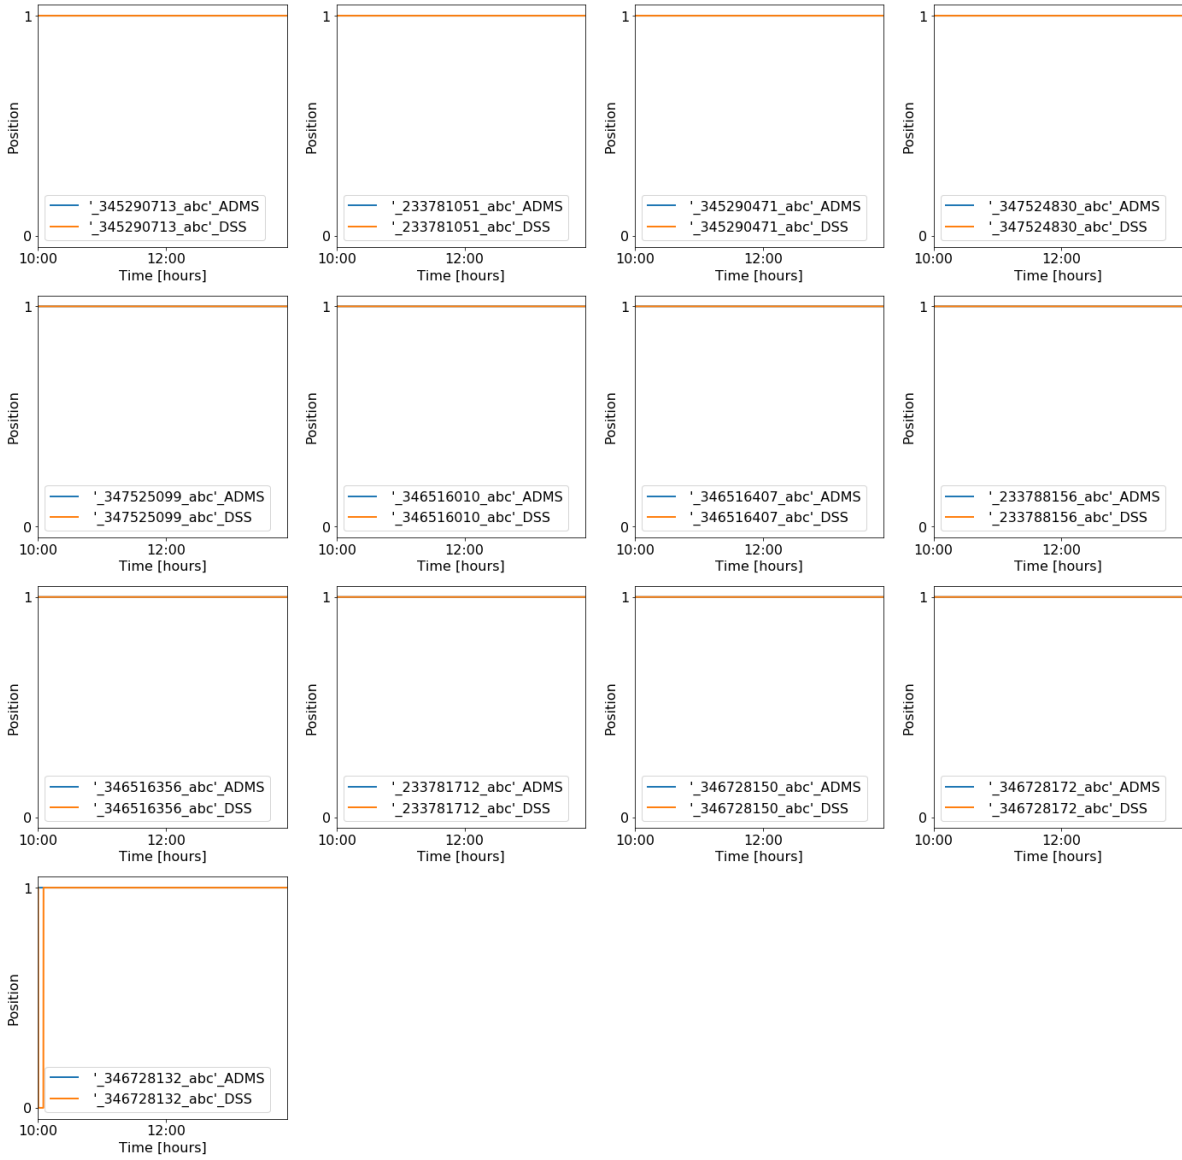 1
Position
'_345290713_abc'_ADMS
'_345290713_abc'_DSS
0
10:00 12:00
Time [hours]
1
Position
'_233781051_abc'_ADMS
'_233781051_abc'_DSS
0
10:00 12:00
Time [hours]
1
Position
'_345290471_abc'_ADMS
'_345290471_abc'_DSS
0
10:00 12:00
Time [hours]
1
Position
'_347524830_abc'_ADMS
'_347524830_abc'_DSS
0
10:00 12:00
Time [hours]
1
Position
'_347525099_abc'_ADMS
'_347525099_abc'_DSS
0
10:00 12:00
Time [hours]
1
Position
'_346516010_abc'_ADMS
'_346516010_abc'_DSS
0
10:00 12:00
Time [hours]
1
Position
'_346516407_abc'_ADMS
'_346516407_abc'_DSS
0
10:00 12:00
Time [hours]
1
Position
'_233788156_abc'_ADMS
'_233788156_abc'_DSS
0
10:00 12:00
Time [hours]
1
Position
'_346516356_abc'_ADMS
'_346516356_abc'_DSS
0
10:00 12:00
Time [hours]
1
Position
'_233781712_abc'_ADMS
'_233781712_abc'_DSS
0
10:00 12:00
Time [hours]
1
Position
'_346728150_abc'_ADMS
'_346728150_abc'_DSS
0
10:00 12:00
Time [hours]
1
Position
'_346728172_abc'_ADMS
'_346728172_abc'_DSS
0
10:00 12:00
Time [hours]
1
Position
'_346728132_abc'_ADMS
'_346728132_abc'_DSS
0
10:00 12:00
Time [hours]